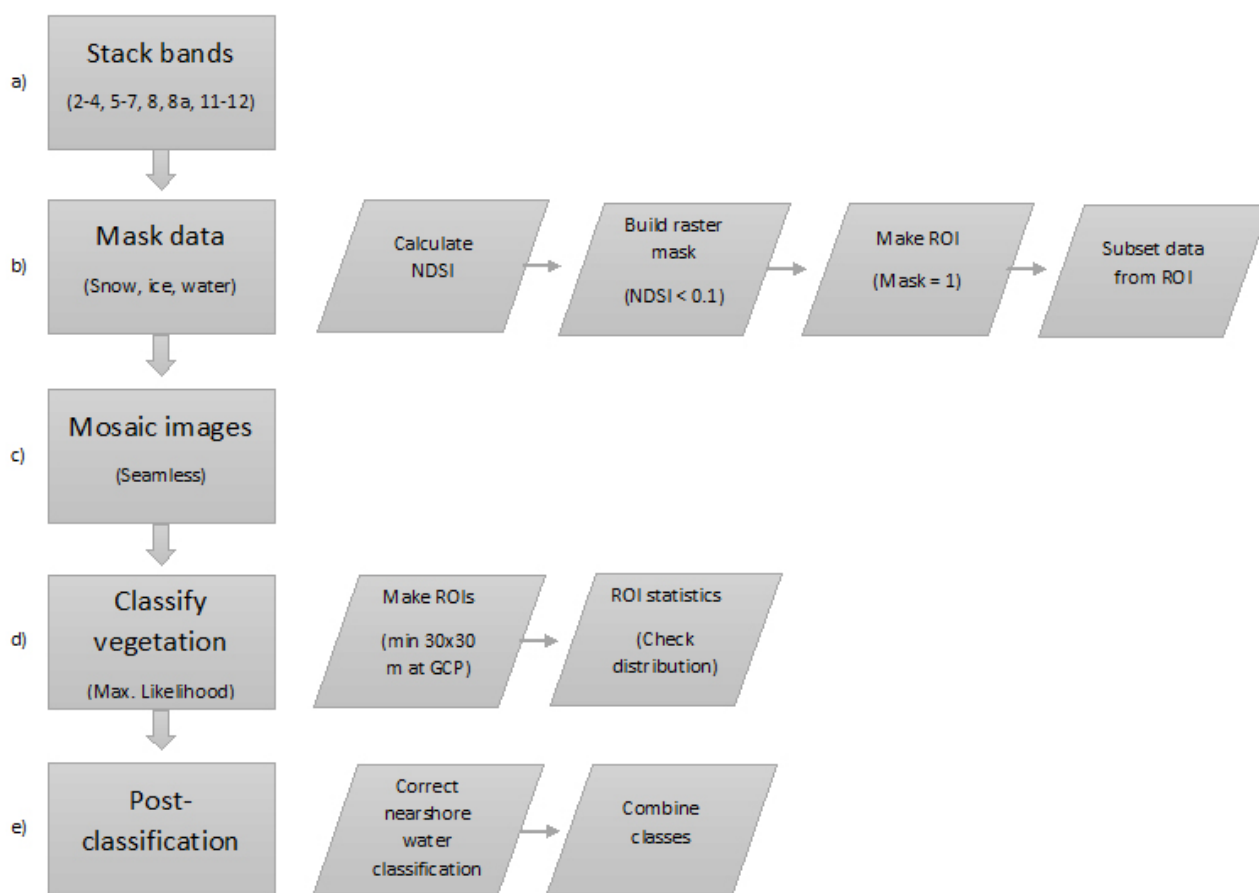 a)
Stack bands
(2-4, 5-7, 8, 8a, 11-12)
b)
Mask data
(Snow, ice, water)
Calculate
NDSI
Build raster
mask
(NDSI < 0.1)
Make ROI
(Mask = 1)
Subset data
from ROI
c)
Mosaic images
(Seamless)
d)
Classify
vegetation
(Max. Likelihood)
Make ROIs
(min 30x30
m at GCP)
ROI statistics
(Check
distribution)
e)
Post-
classification
Correct
nearshore
water
classification
Combine
classes